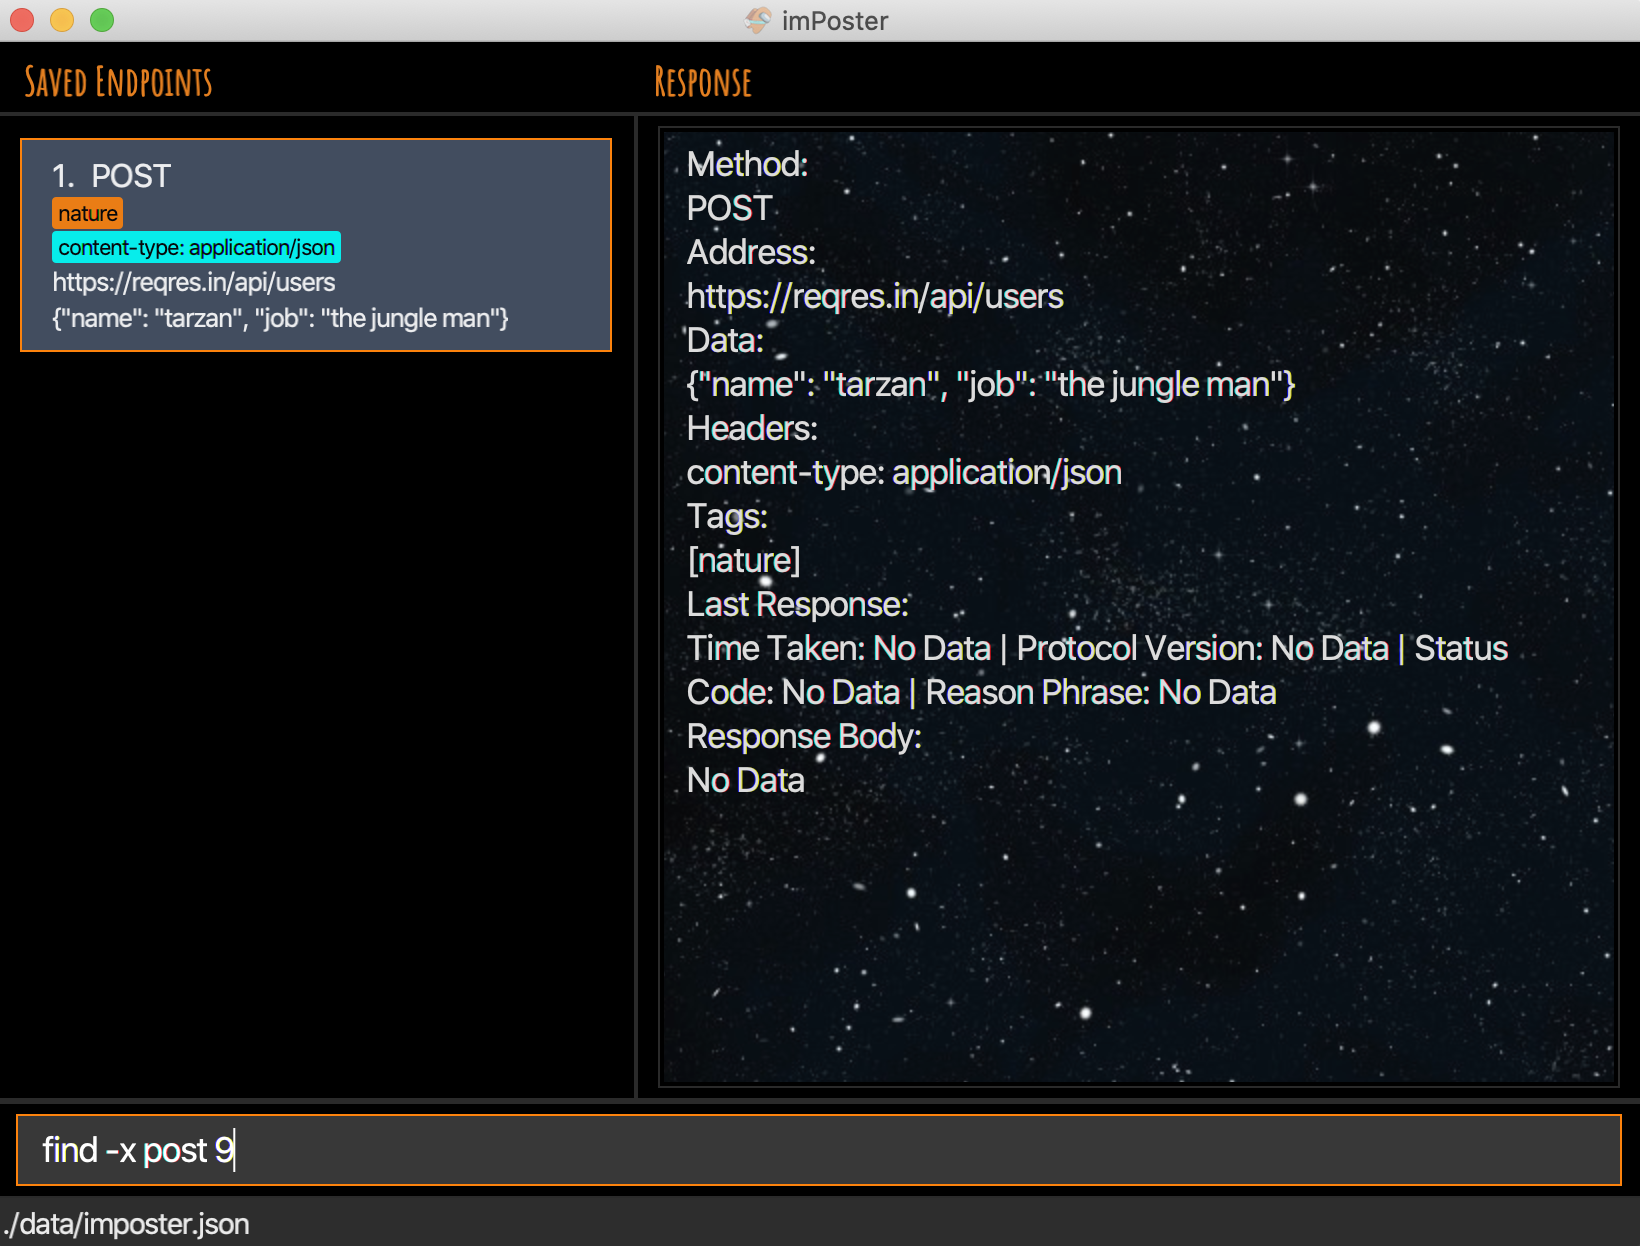 imPoster
Saved Endpoints
Response
1. POST
nature
content-type: application/json
https://reqres.in/api/users
{"name": "tarzan", "job": "the jungle man"}
Method:
POST
Address:
https://reqres.in/api/users
Data:
{"name": "tarzan", "job": "the jungle man"}
Headers:
content-type: application/json
Tags:
[nature]
Last Response:
Time Taken: No Data | Protocol Version: No Data | Status
Code: No Data | Reason Phrase: No Data
Response Body:
No Data
find -x post 9
./data/imposter.json